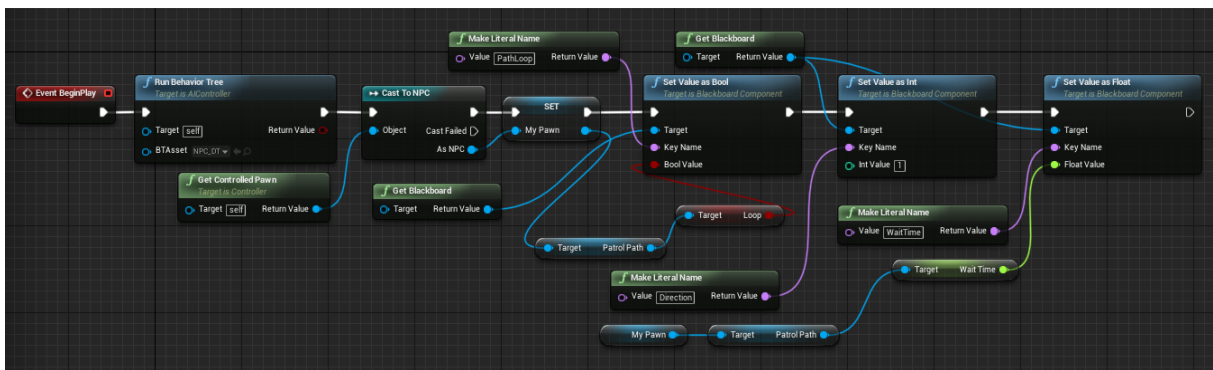 Event BeginPlay
f Run Behavior Tree
Target is AIController
Target self
Return Value
BTAsset NPC_DT
f Get Controlled Pawn
Target is Controller
Target self
Return Value
Cast To NPC
Object
Cast Failed
As NPC
SET
My Pawn
f Get Blackboard
Target
Return Value
f Make Literal Name
Value PathLoop
Return Value
f Get Blackboard
Target
Return Value
f Set Value as Bool
Target is Blackboard Component
Target
Key Name
Bool Value
Target
Loop
Target
Patrol Path
f Make Literal Name
Value Direction
Return Value
My Pawn
Target
Patrol Path
f Set Value as Int
Target is Blackboard Component
Target
Key Name
Int Value 1
f Make Literal Name
Value WaitTime
Return Value
Target
Wait Time
f Set Value as Float
Target is Blackboard Component
Target
Key Name
Float Value